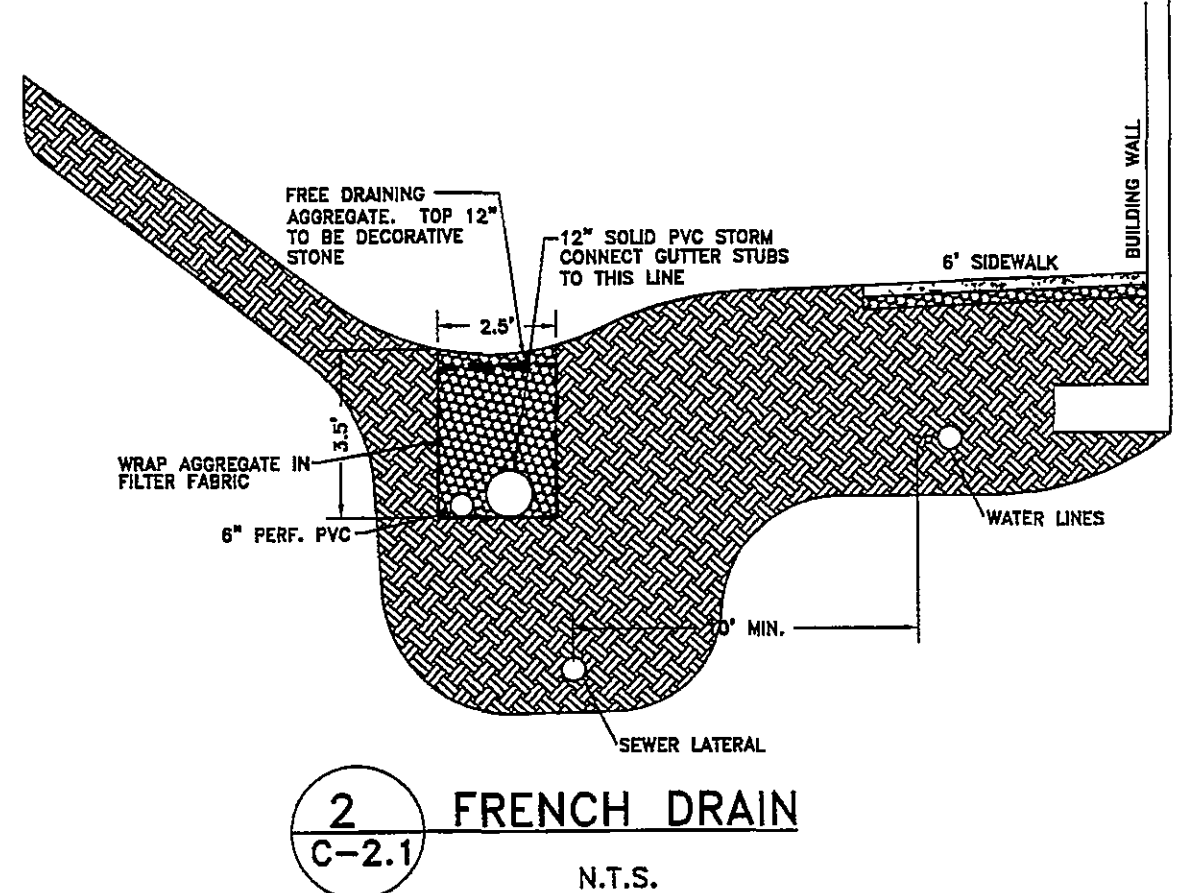 FREE DRAINING
AGGREGATE. TOP 12"
TO BE DECORATIVE
STONE
12" SOLID PVC STORM
CONNECT GUTTER STUBS
TO THIS LINE
BUILDING WALL
6' SIDEWALK
2.5'
3.5'
WRAP AGGREGATE IN
FILTER FABRIC
6" PERF. PVC
WATER LINES
10' MIN.
SEWER LATERAL
2
C-2.1
FRENCH DRAIN
N.T.S.